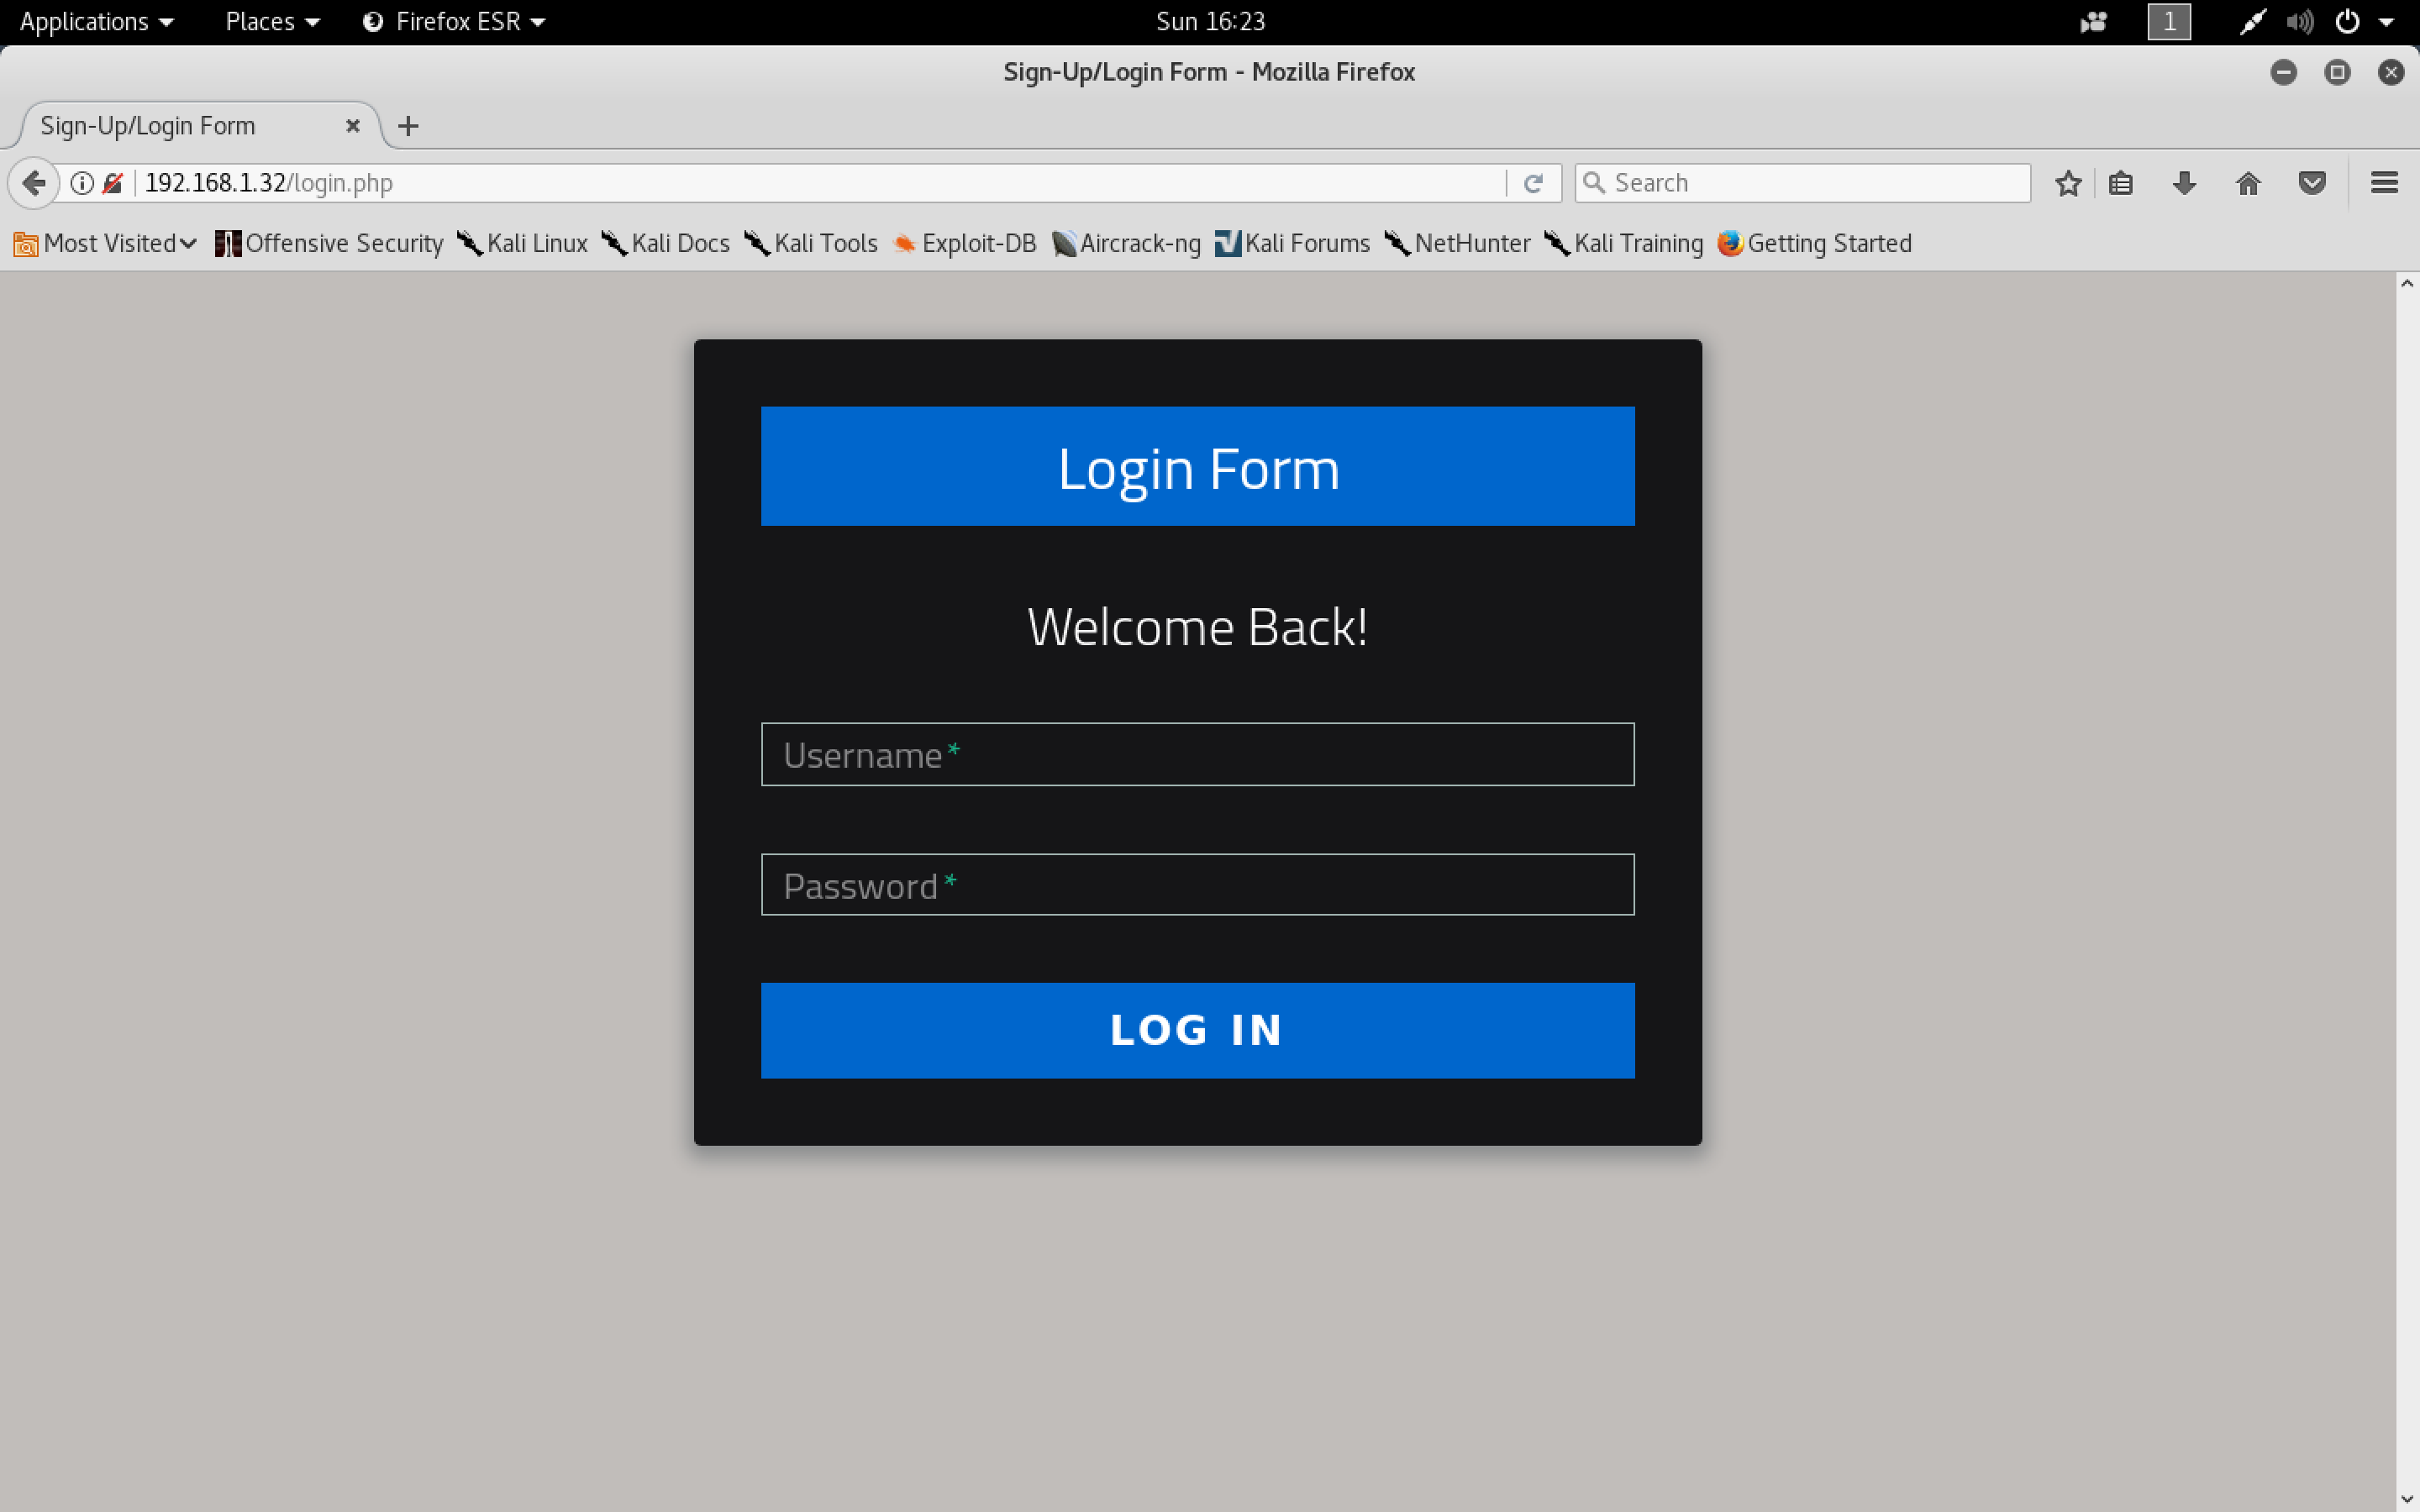 Applications Places Firefox ESR Sun 16:23 1
Sign-Up/Login Form - Mozilla Firefox
Sign-Up/Login Form
192.168.1.32/login.php Search
Most Visited Offensive Security Kali Linux Kali Docs Kali Tools Exploit-DB Aircrack-ng Kali Forums NetHunter Kali Training Getting Started
Login Form
Welcome Back!
Username*
Password*
LOG IN